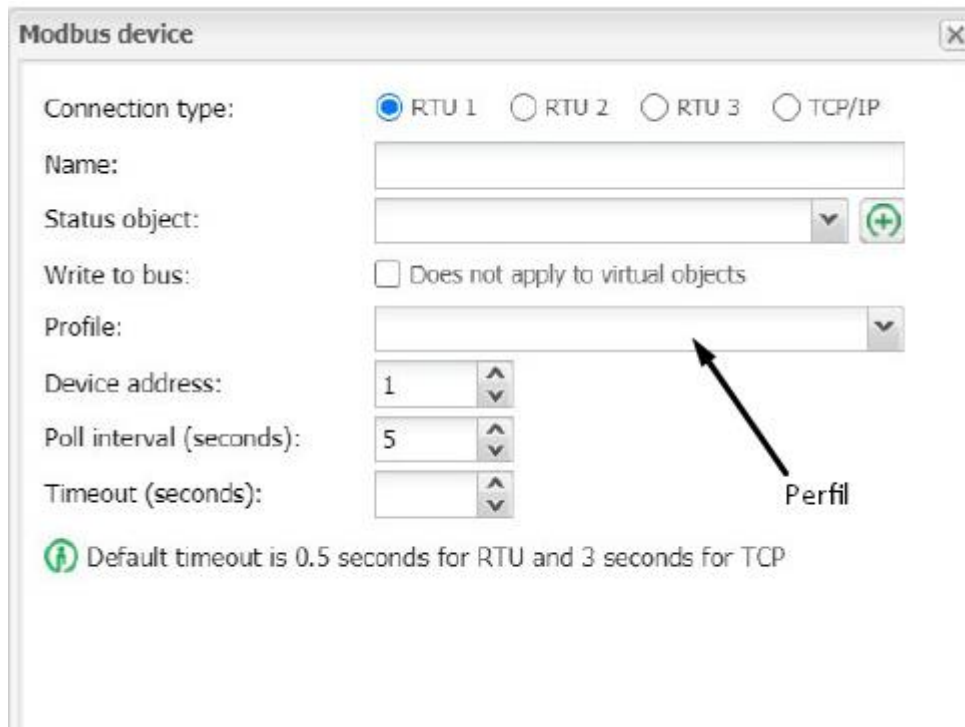 Modbus device
Connection type: RTU 1 RTU 2 RTU 3 TCP/IP
Name:
Status object:
Write to bus: Does not apply to virtual objects
Profile:
Device address: 1
Poll interval (seconds): 5
Timeout (seconds):
Perfil
Default timeout is 0.5 seconds for RTU and 3 seconds for TCP